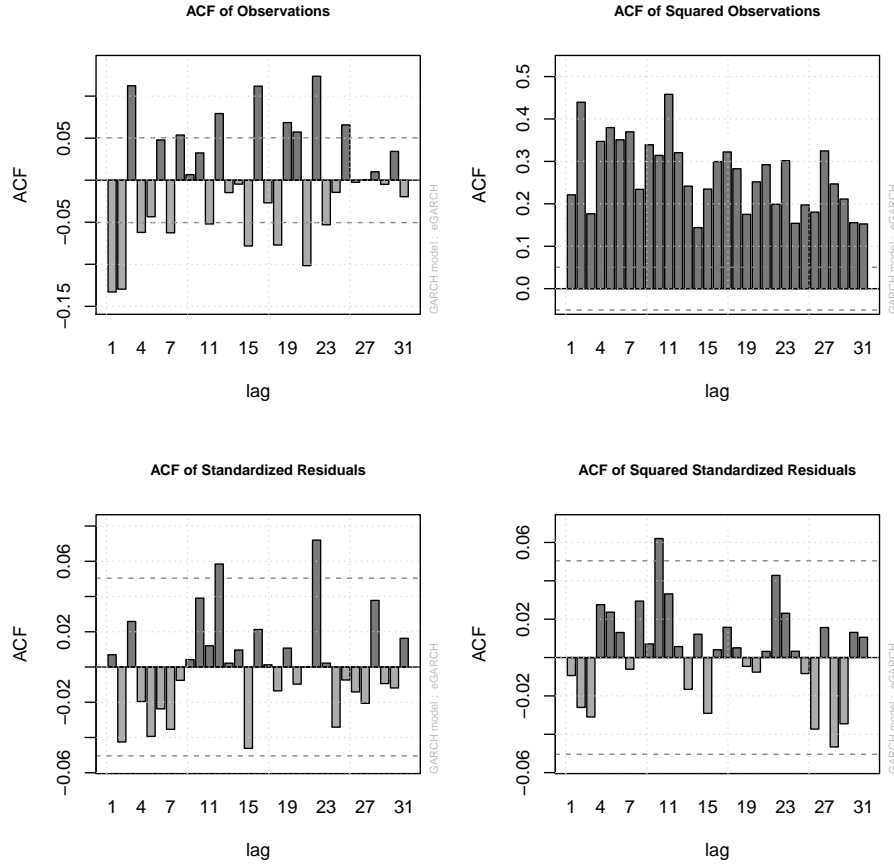 ACF of Observations
ACF
0.05
−0.05
−0.15
1 4 7 11 15 19 23 27 31
lag
GARCH model : eGARCH
ACF of Squared Observations
ACF
0.5
0.4
0.3
0.2
0.1
0.0
1 4 7 11 15 19 23 27 31
lag
GARCH model : eGARCH
ACF of Standardized Residuals
ACF
0.06
0.02
−0.02
−0.06
1 4 7 11 15 19 23 27 31
lag
GARCH model : eGARCH
ACF of Squared Standardized Residuals
ACF
0.06
0.02
−0.02
−0.06
1 4 7 11 15 19 23 27 31
lag
GARCH model : eGARCH